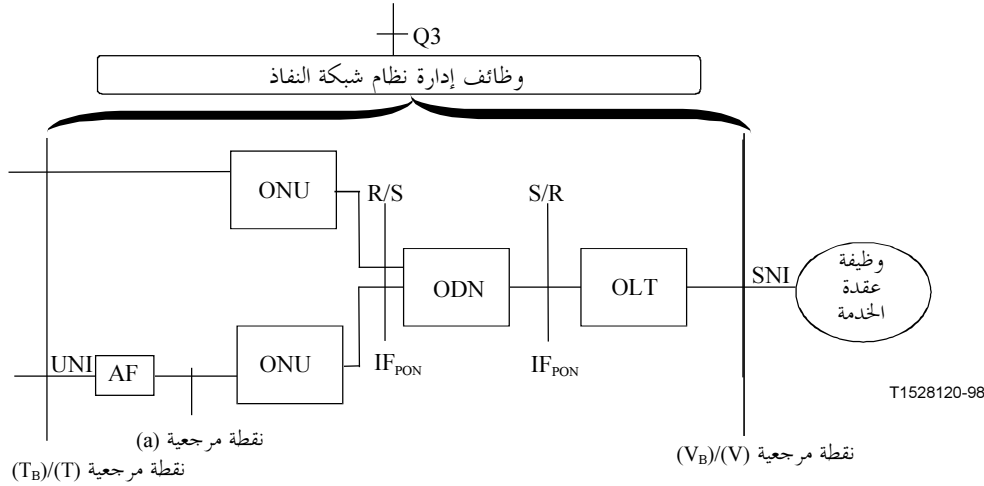 Q3
وظائف إدارة نظام شبكة النفاذ
ONU
R/S
S/R
ODN
OLT
SNI
وظيفة
عقدة
الخدمة
UNI
AF
ONU
IFPON
IFPON
T1528120-98
نقطة مرجعية (a)
نقطة مرجعية (T)/(TB)
نقطة مرجعية (V)/(VB)